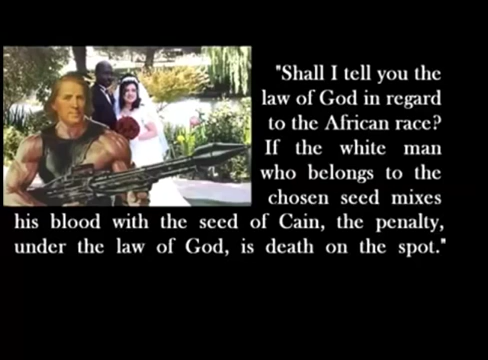 "Shall I tell you the
law of God in regard
to the African race?
If the white man
who belongs to the
chosen seed mixes
his blood with the seed of Cain, the penalty,
under the law of God, is death on the spot."